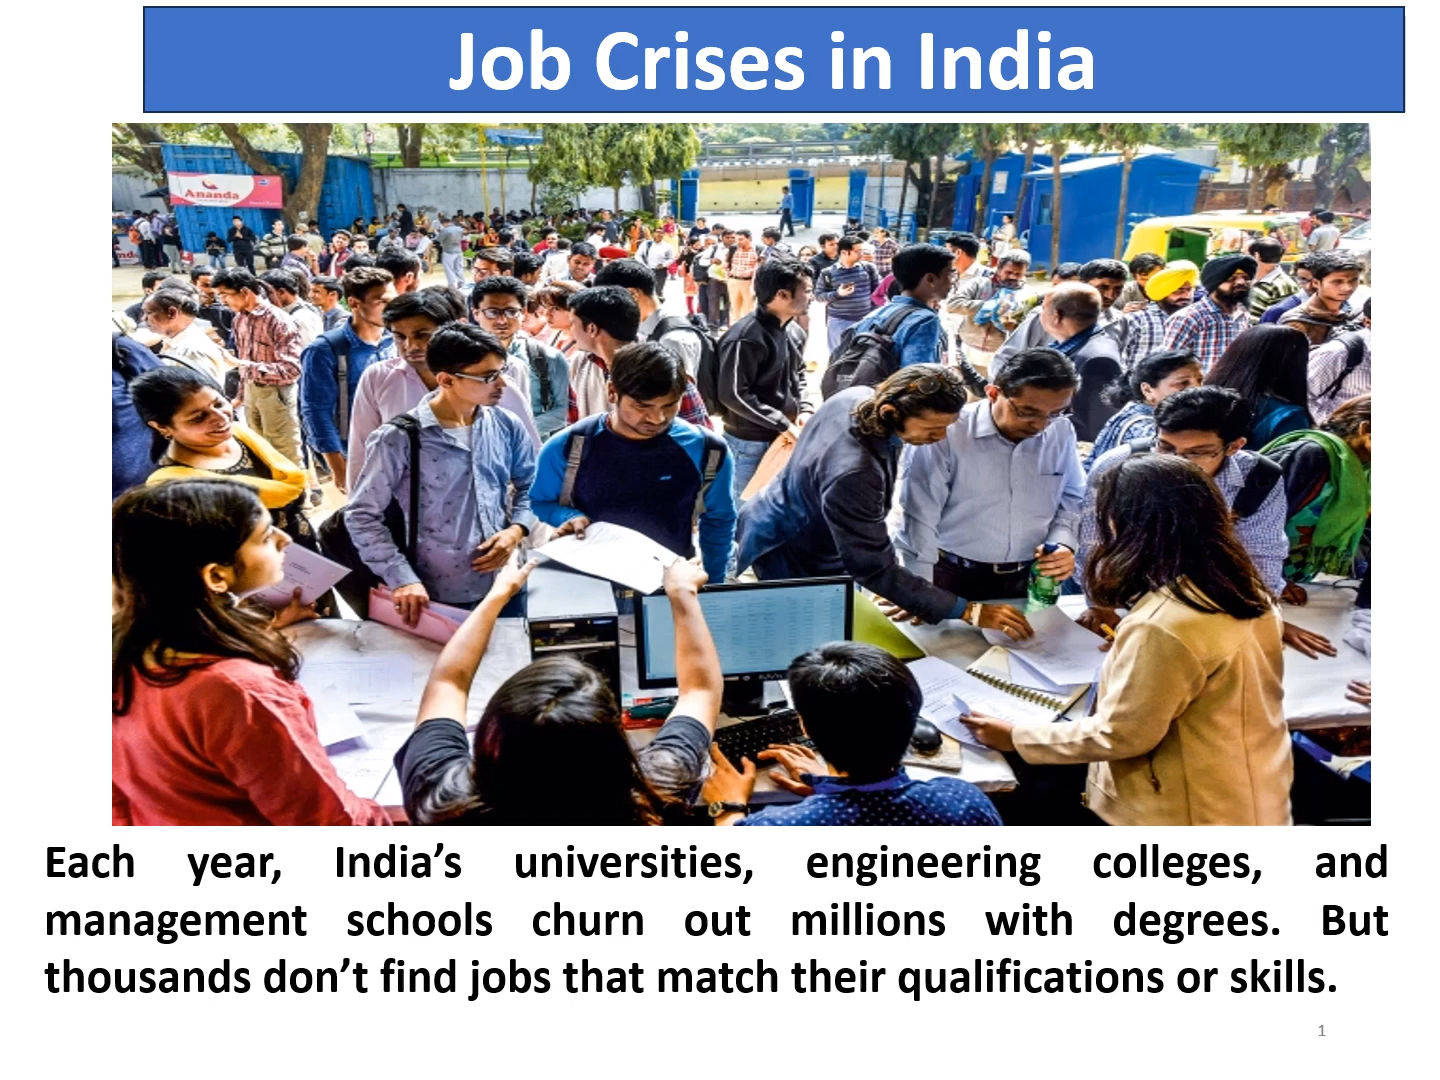 Job Crises in India
Ananda
Each year, India’s universities, engineering colleges, and
management schools churn out millions with degrees. But
thousands don’t find jobs that match their qualifications or skills.
1